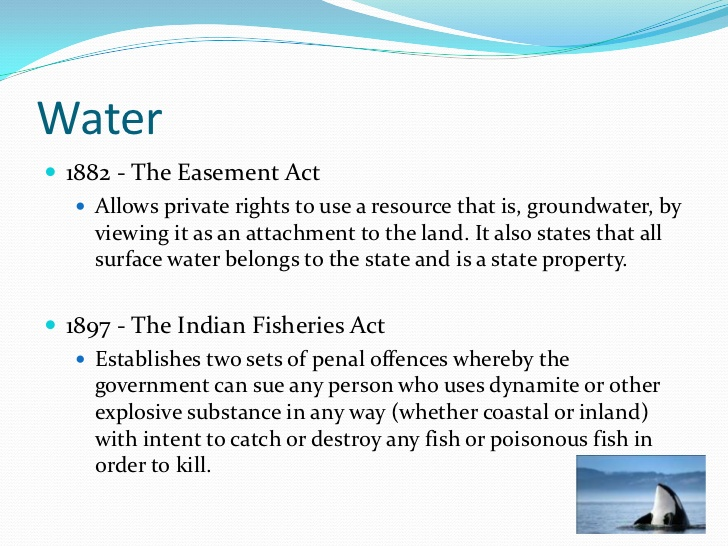 Water
1882 - The Easement Act
Allows private rights to use a resource that is, groundwater, by
viewing it as an attachment to the land. It also states that all
surface water belongs to the state and is a state property.
1897 - The Indian Fisheries Act
Establishes two sets of penal offences whereby the
government can sue any person who uses dynamite or other
explosive substance in any way (whether coastal or inland)
with intent to catch or destroy any fish or poisonous fish in
order to kill.